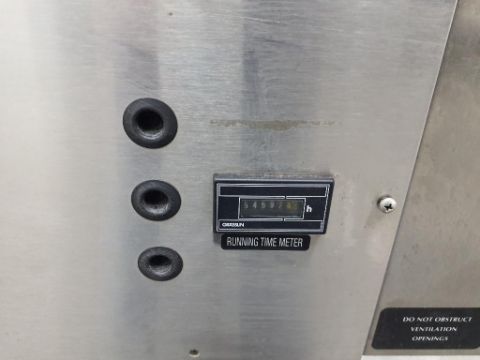 h
RUNNING TIME METER
DO NOT OBSTRUCT
VENTILATION
OPENINGS